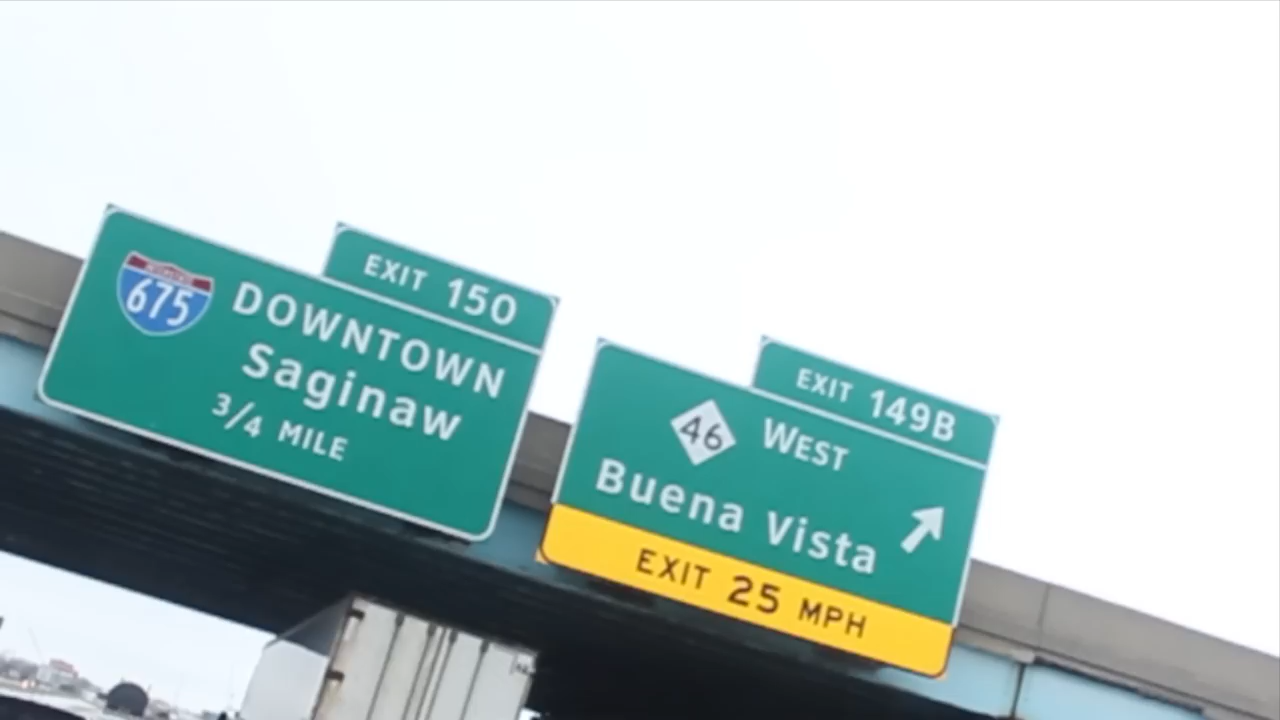 EXIT 150
675 DOWNTOWN
Saginaw
3/4 MILE
EXIT 149B
46 WEST
Buena Vista
EXIT 25 MPH